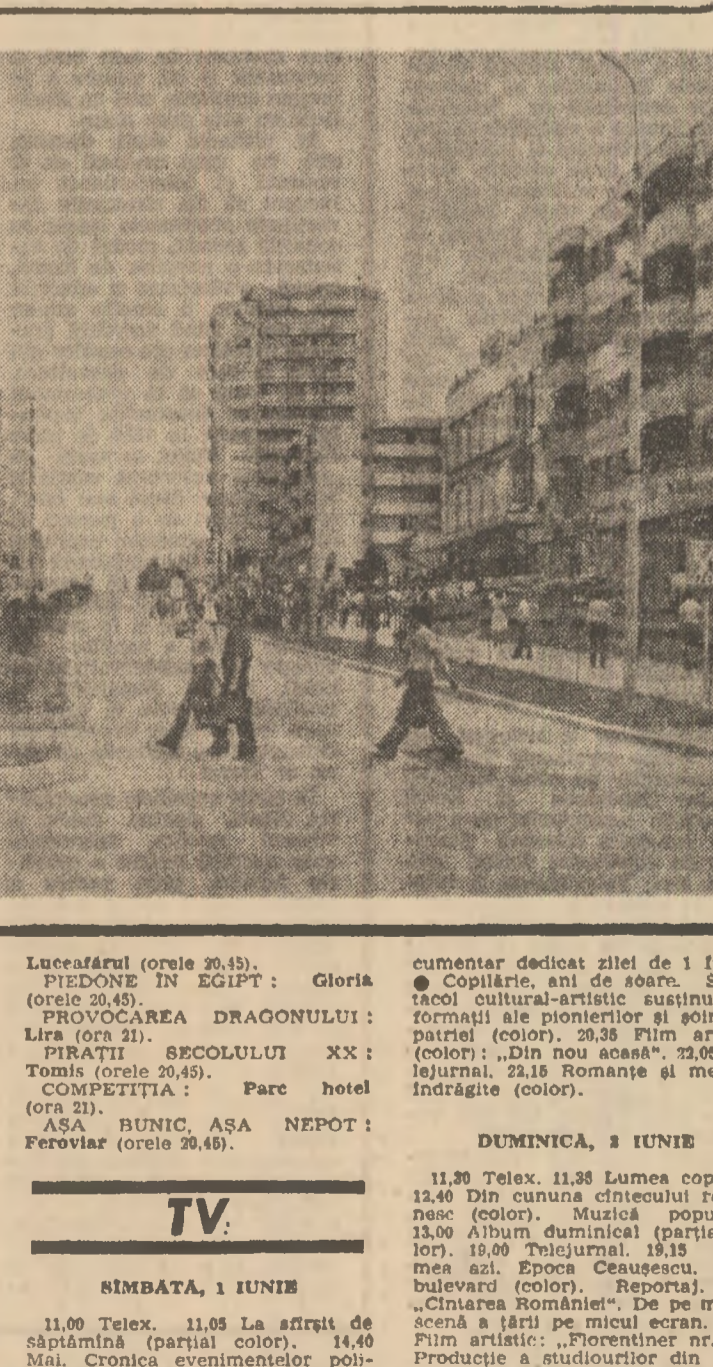 Luceafărul (orele 20,45).
PIEDONE ÎN EGIPT : Gloria
(orele 20,45).
PROVOCAREA DRAGONULUI :
Lira (ora 21).
PIRAȚII SECOLULUI XX :
Tomis (orele 20,45).
COMPETIȚIA : Parc hotel
(ora 21).
AȘA BUNIC, AȘA NEPOT :
Feroviar (orele 20,45).
TV:
SÎMBĂTĂ, 1 IUNIE
11,00 Telex. 11,05 La sfîrșit de
săptămînă (parțial color). 14,40
Mai. Cronica evenimentelor poli-
cumentar dedicat zilei de 1
● Copilărie, ani de soare.
tacol cultural-artistic susținu
formații ale pionierilor și șoi
patriei (color). 20,35 Film ar
(color) : „Din nou acasă". 22,05
lejurnal. 22,15 Romanțe și me
îndrăgite (color).
DUMINICĂ, 2 IUNIE
11,30 Telex. 11,35 Lumea cop
12,40 Din cununa cîntecului r
nesc (color). Muzică popu
13,00 Album duminical (parția
lor). 19,00 Telejurnal. 19,15
mea azi. Epoca Ceaușescu.
bulevard (color). Reportaj.
„Cîntarea României". De pe m
scenă a țării pe micul ecran.
Film artistic: „Florentiner nr.
Producție a studiourilor din